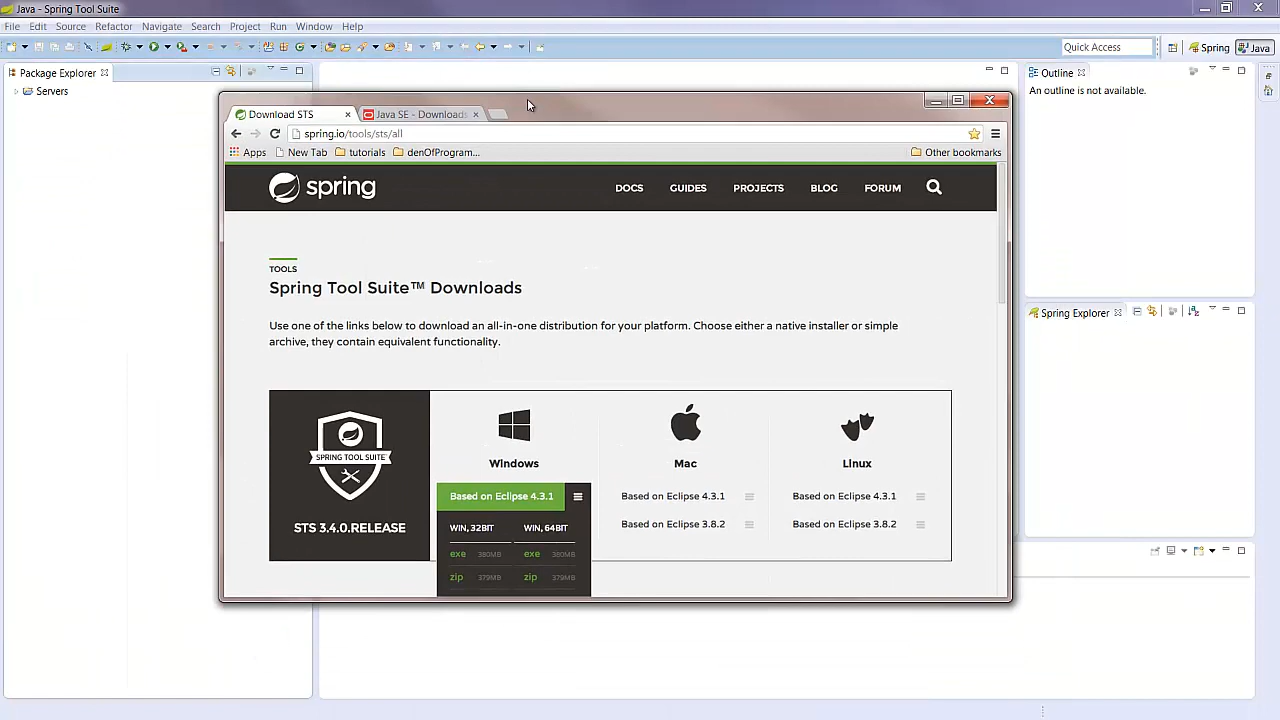 Java - Spring Tool Suite
File Edit Source Refactor Navigate Search Project Run Window Help
Quick Access
Spring
Java
Package Explorer
Servers
Outline
An outline is not available.
Spring Explorer
Download STS
Java SE - Downloads
spring.io/tools/sts/all
Apps New Tab tutorials denOfProgram... Other bookmarks
spring
DOCS GUIDES PROJECTS BLOG FORUM
TOOLS
Spring Tool Suite™ Downloads
Use one of the links below to download an all-in-one distribution for your platform. Choose either a native installer or simple
archive, they contain equivalent functionality.
SPRING TOOL SUITE
STS 3.4.0.RELEASE
Windows
Based on Eclipse 4.3.1
WIN, 32BIT WIN, 64BIT
exe 380MB exe 380MB
zip 379MB zip 379MB
Mac
Based on Eclipse 4.3.1
Based on Eclipse 3.8.2
Linux
Based on Eclipse 4.3.1
Based on Eclipse 3.8.2